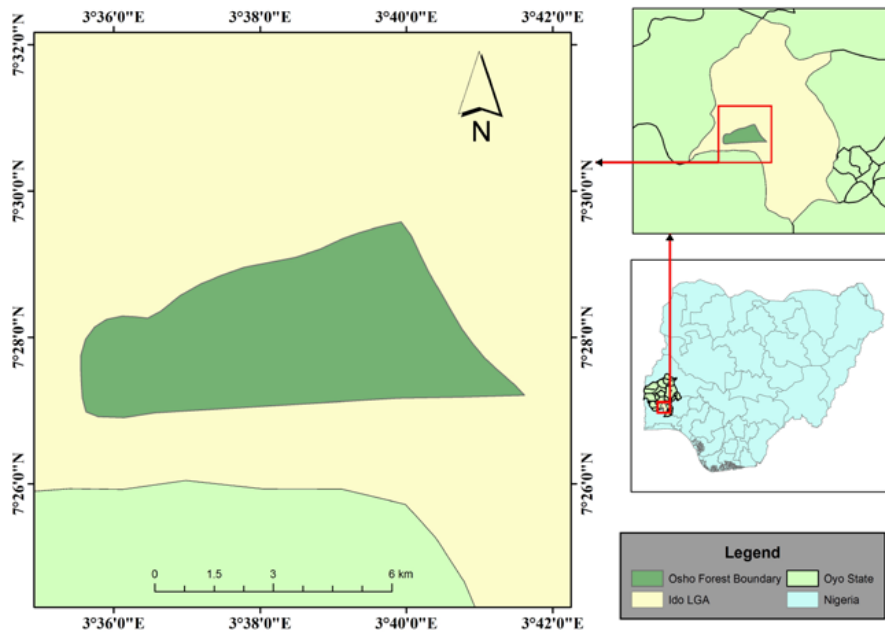 3°36'0"E 3°38'0"E 3°40'0"E 3°42'0"E
7°32'0"N 7°32'0"N
7°30'0"N 7°30'0"N
7°28'0"N 7°28'0"N
7°26'0"N 7°26'0"N
N
0 1.5 3 6 km
3°36'0"E 3°38'0"E 3°40'0"E 3°42'0"E
Legend
Osho Forest Boundary Oyo State
Ido LGA Nigeria